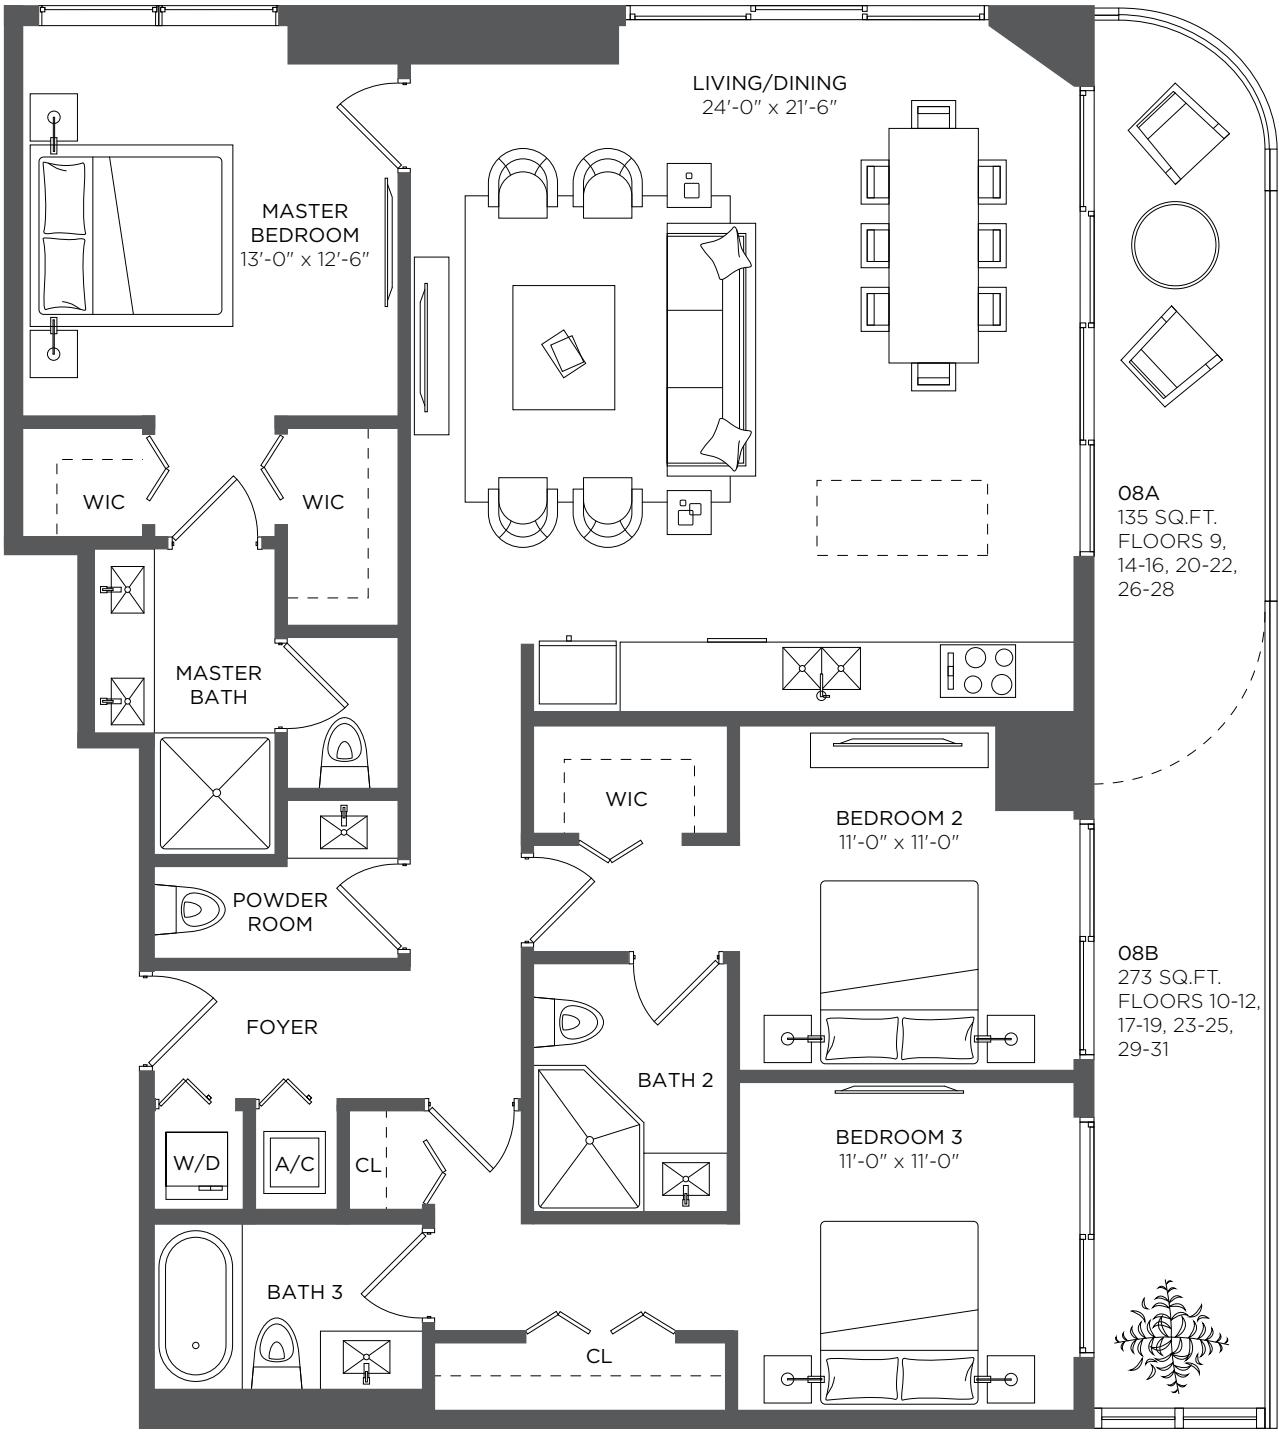 LIVING/DINING
24'-0" x 21'-6"
MASTER
BEDROOM
13'-0" x 12'-6"
WIC
WIC
08A
135 SQ.FT.
FLOORS 9,
14-16, 20-22,
26-28
MASTER
BATH
WIC
BEDROOM 2
11'-0" x 11'-0"
POWDER
ROOM
08B
273 SQ.FT.
FLOORS 10-12,
17-19, 23-25,
29-31
FOYER
BATH 2
BEDROOM 3
11'-0" x 11'-0"
W/D
A/C
CL
BATH 3
CL